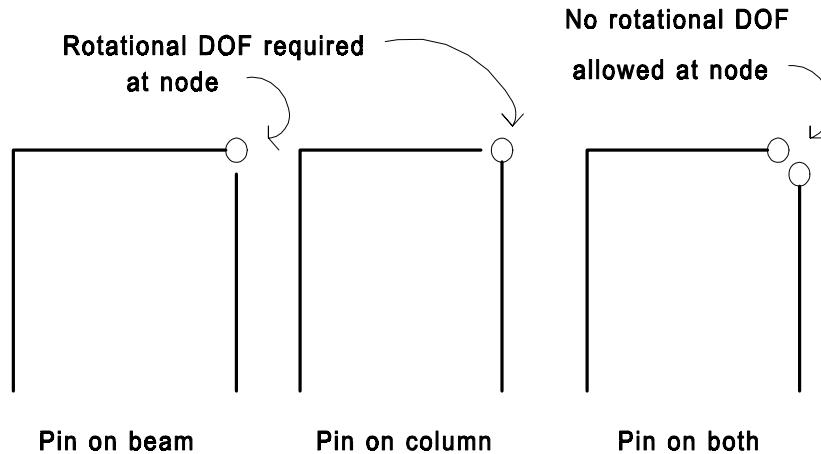 Rotational DOF required
at node
No rotational DOF
allowed at node
Pin on beam
Pin on column
Pin on both